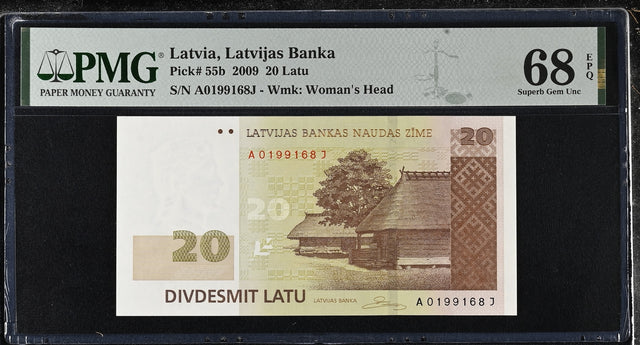 PMG®
PAPER MONEY GUARANTY
Latvia, Latvijas Banka
Pick# 55b 2009 20 Latu
S/N A0199168J - Wmk: Woman's Head
68
EPQ
Superb Gem Unc
LATVIJAS BANKAS NAUDAS ZĪME
20
A0199168J
20
20
DIVDESMIT LATU
LATVIJAS BANKA
A0199168J